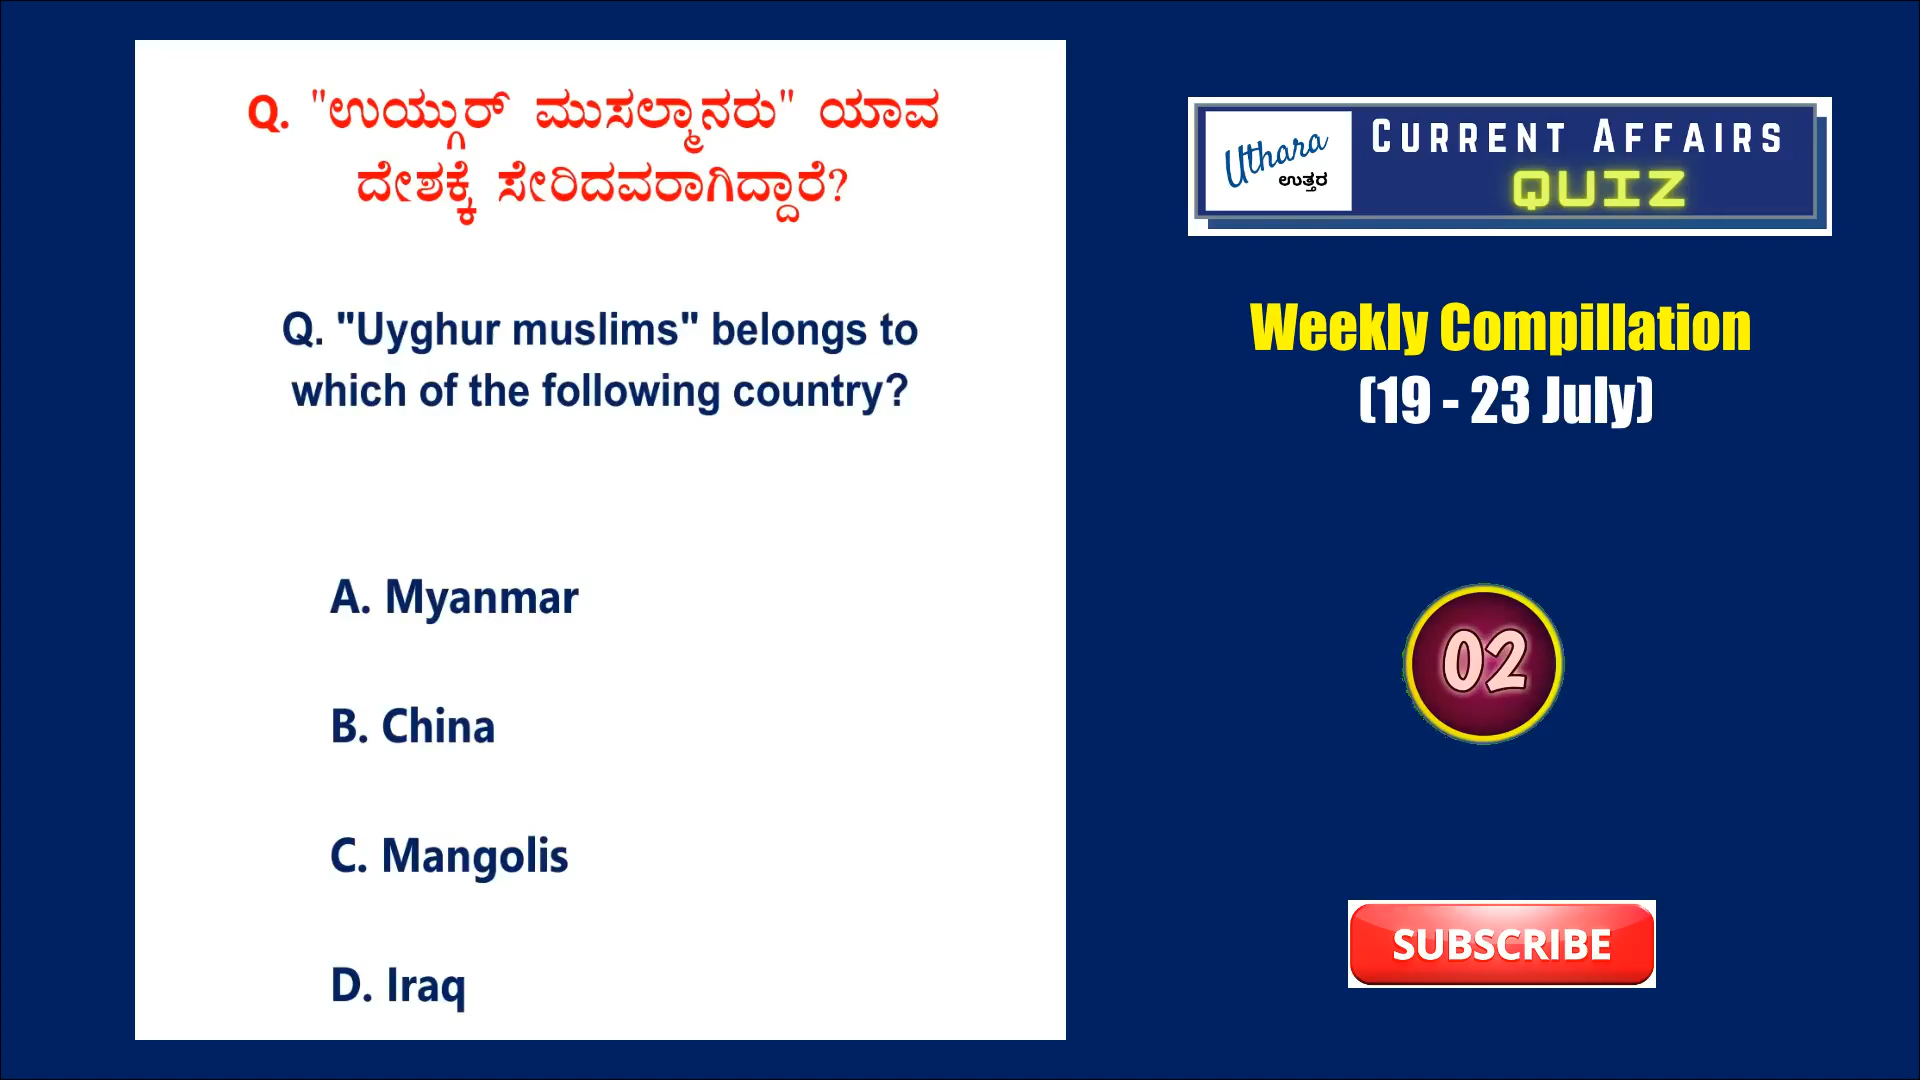 Q. "ಉಯ್ಗುರ್ ಮುಸಲ್ಮಾನರು" ಯಾವ
ದೇಶಕ್ಕೆ ಸೇರಿದವರಾಗಿದ್ದಾರೆ?
Q. "Uyghur muslims" belongs to
which of the following country?
A. Myanmar
B. China
C. Mangolis
D. Iraq
Uthara
ಉತ್ತರ
CURRENT AFFAIRS
QUIZ
Weekly Compillation
(19 - 23 July)
02
SUBSCRIBE